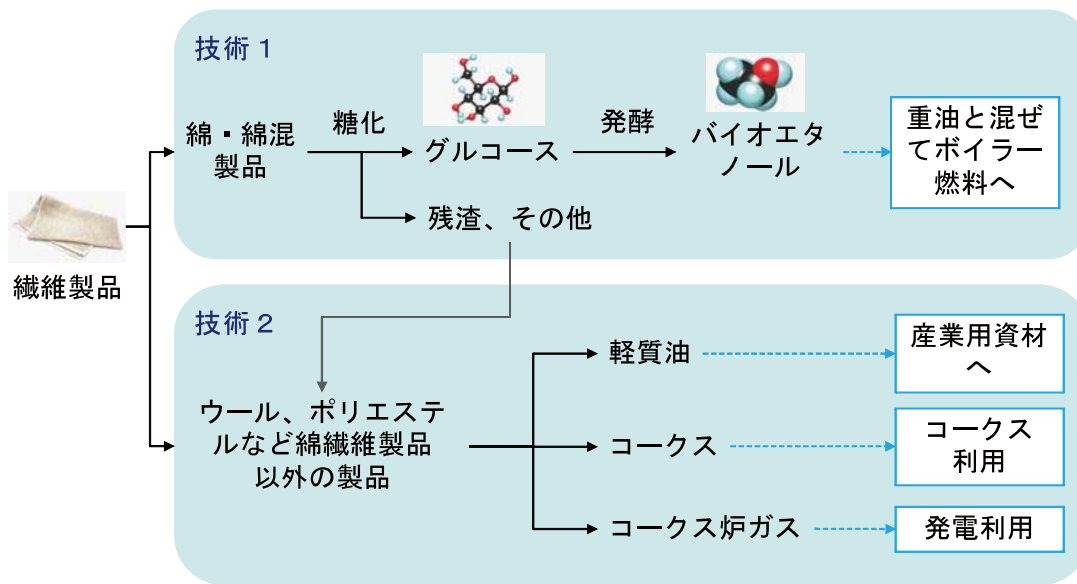 技術１
綿・綿混
製品
糖化
グルコース
発酵
バイオエタ
ノール
重油と混ぜ
てボイラー
燃料へ
残渣、その他
繊維製品
技術２
ウール、ポリエステ
ルなど綿繊維製品
以外の製品
軽質油
産業用資材
へ
コークス
コークス
利用
コークス炉ガス
発電利用